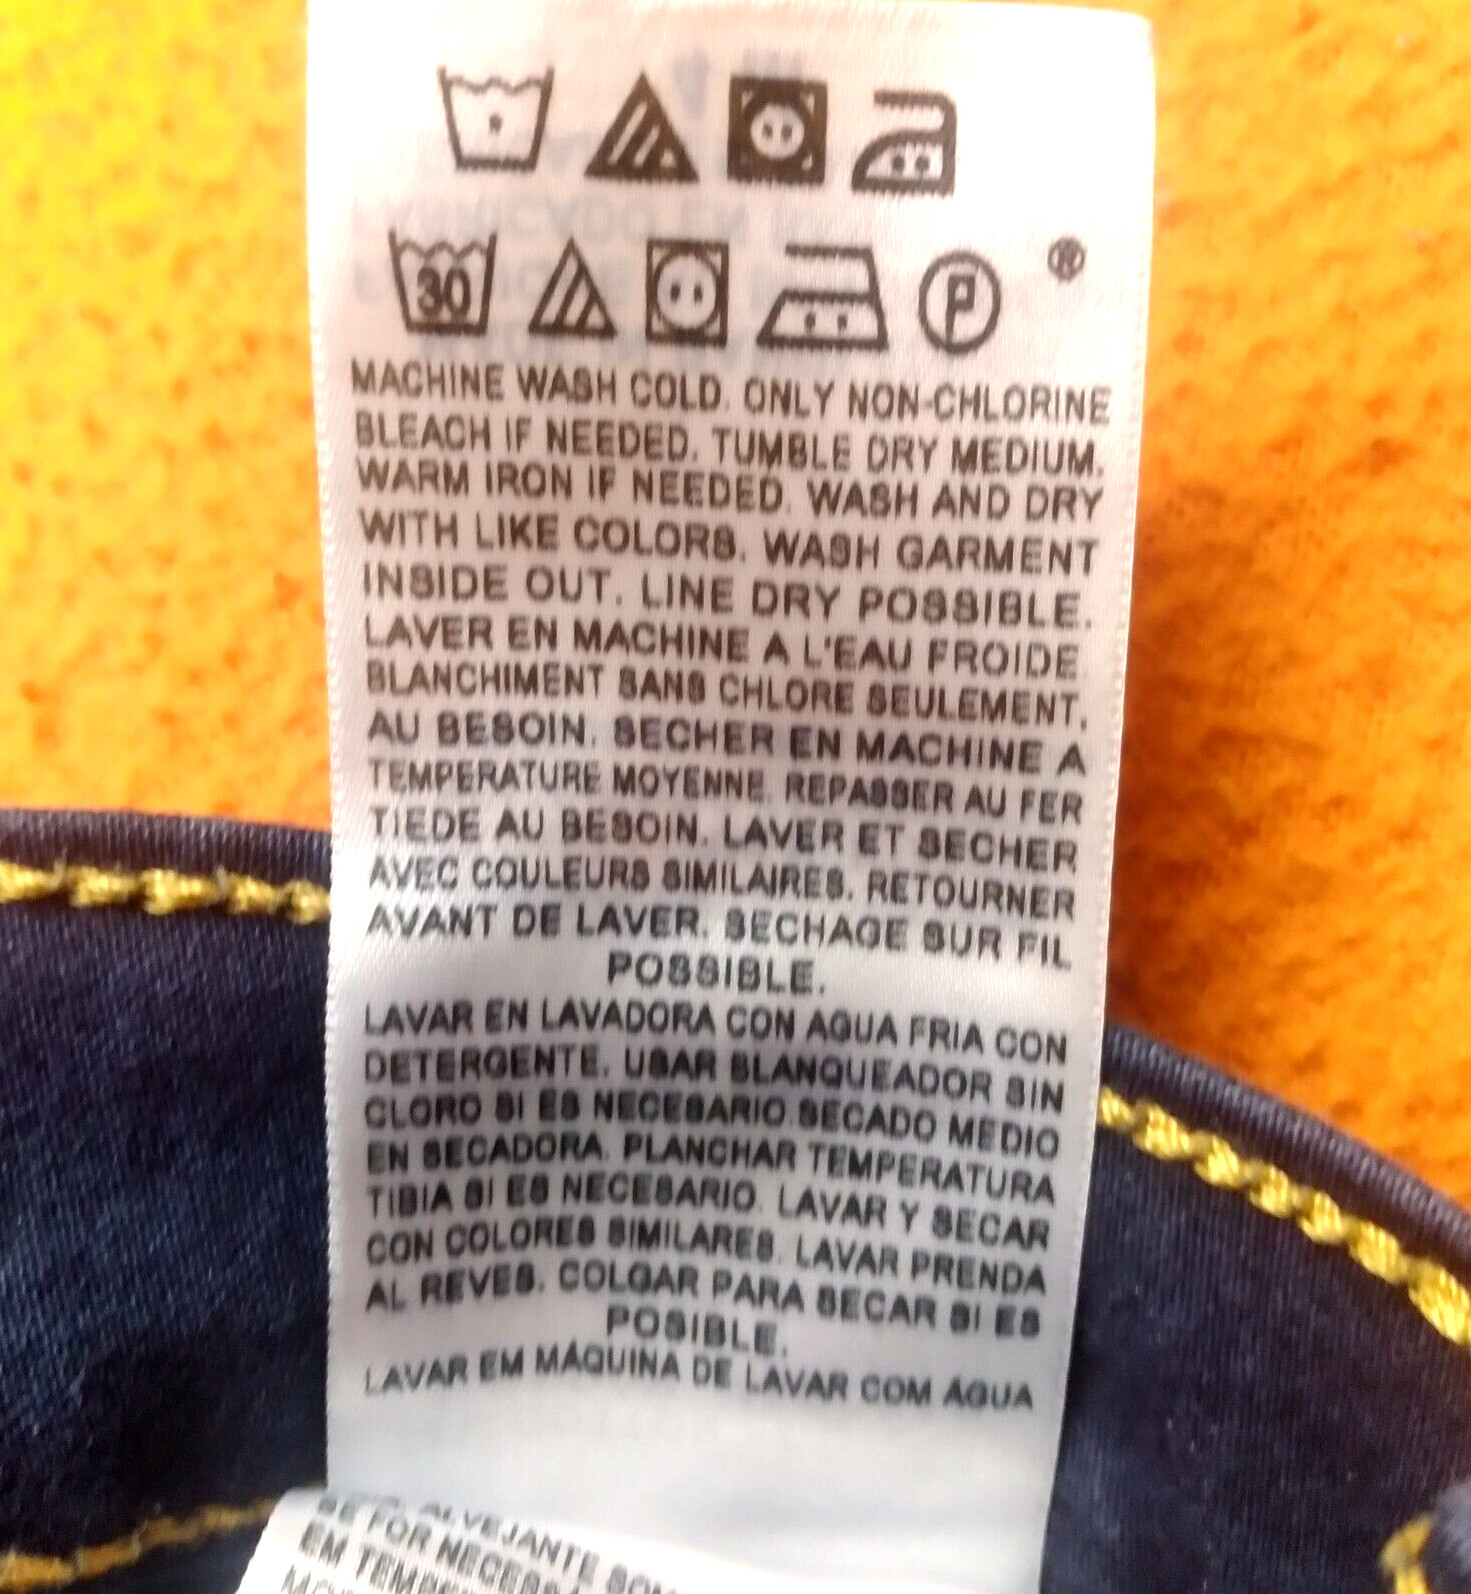 30 P ®
MACHINE WASH COLD. ONLY NON-CHLORINE
BLEACH IF NEEDED. TUMBLE DRY MEDIUM.
WARM IRON IF NEEDED. WASH AND DRY
WITH LIKE COLORS. WASH GARMENT
INSIDE OUT. LINE DRY POSSIBLE.
LAVER EN MACHINE A L'EAU FROIDE
BLANCHIMENT SANS CHLORE SEULEMENT,
AU BESOIN. SECHER EN MACHINE A
TEMPERATURE MOYENNE. REPASSER AU FER
TIEDE AU BESOIN. LAVER ET SECHER
AVEC COULEURS SIMILAIRES. RETOURNER
AVANT DE LAVER. SECHAGE SUR FIL
POSSIBLE.
LAVAR EN LAVADORA CON AGUA FRIA CON
DETERGENTE. USAR BLANQUEADOR SIN
CLORO SI ES NECESARIO.SECADO MEDIO
EN SECADORA. PLANCHAR TEMPERATURA
TIBIA SI ES NECESARIO. LAVAR Y SECAR
CON COLORES SIMILARES. LAVAR PRENDA
AL REVES. COLGAR PARA SECAR SI ES
POSIBLE.
LAVAR EM MÁQUINA DE LAVAR COM ÁGUA
ALVEJANTE
SE FOR
EM